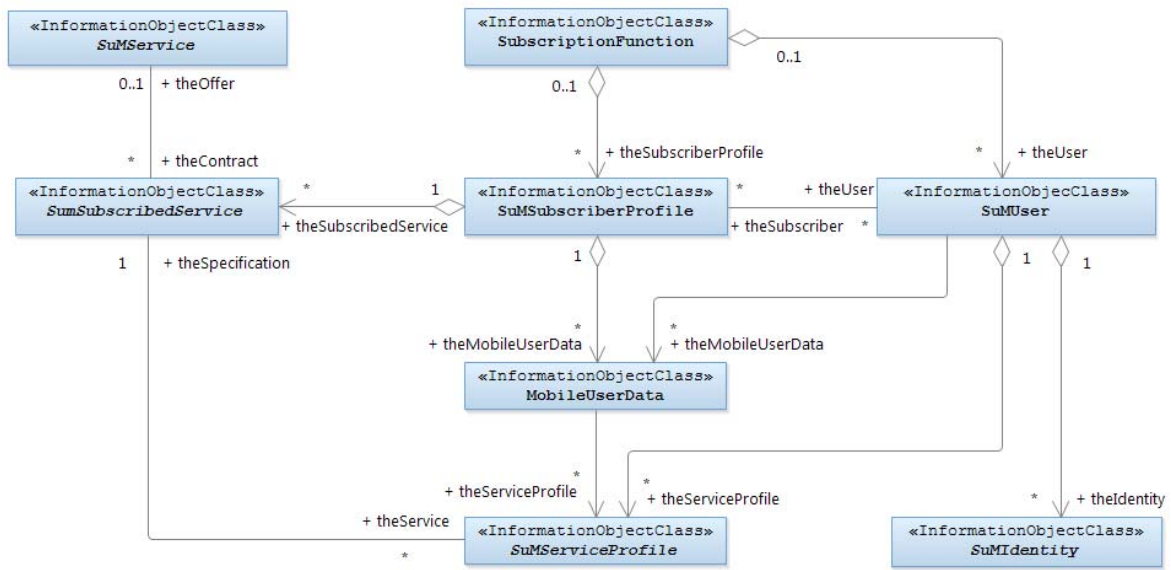 «InformationObjectClass»
SuMService
«InformationObjectClass»
SubscriptionFunction
0..1
+ theOffer
0..1
0..1
*
+ theContract
*
+ theSubscriberProfile
*
+ theUser
«InformationObjectClass»
SumSubscribedService
*
1
+ theSubscribedService
«InformationObjectClass»
SuMSubscriberProfile
*
+ theUser
+ theSubscriber
*
«InformationObjecClass»
SuMUser
1
+ theSpecification
1
1
1
*
+ theMobileUserData
*
+ theMobileUserData
«InformationObjectClass»
MobileUserData
*
+ theServiceProfile
*
+ theServiceProfile
*
+ theIdentity
+ theService
*
«InformationObjectClass»
SuMServiceProfile
«InformationObjectClass»
SuMIdentity